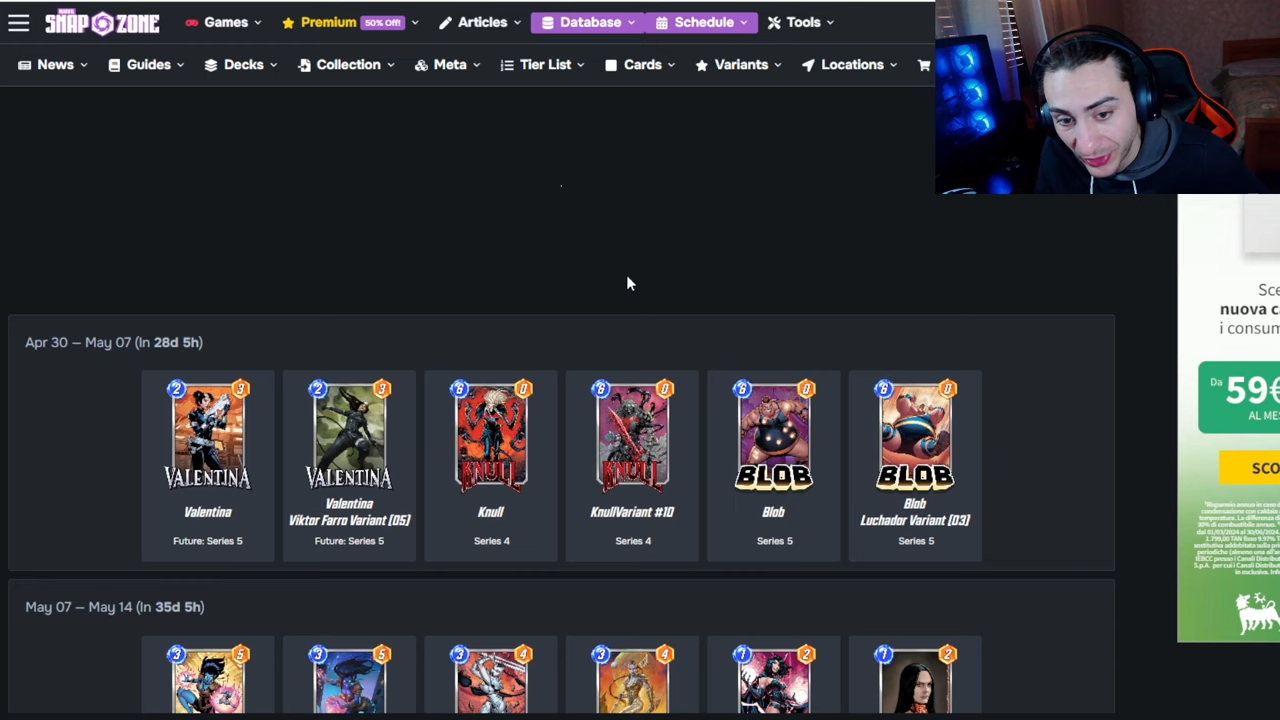 MARVEL
SNAP ZONE
Games
Premium 50% Off!
Articles
Database
Schedule
Tools
News
Guides
Decks
Collection
Meta
Tier List
Cards
Variants
Locations
Sce
nuova ca
i consum
Da 59€
AL MES
SCO
Apr 30 — May 07 (In 28d 5h)
2 3
VALENTINA
Valentina
Future: Series 5
2 3
VALENTINA
Valentina
Viktor Farro Variant [05]
Future: Series 5
6 0
KNULL
Knull
Series 4
6 0
KNULL
KnullVariant #10
Series 4
6 0
BLOB
Blob
Series 5
6 0
BLOB
Blob
Luchador Variant [03]
Series 5
May 07 — May 14 (In 35d 5h)
3 5
3 5
3 4
3 4
1 2
1 2